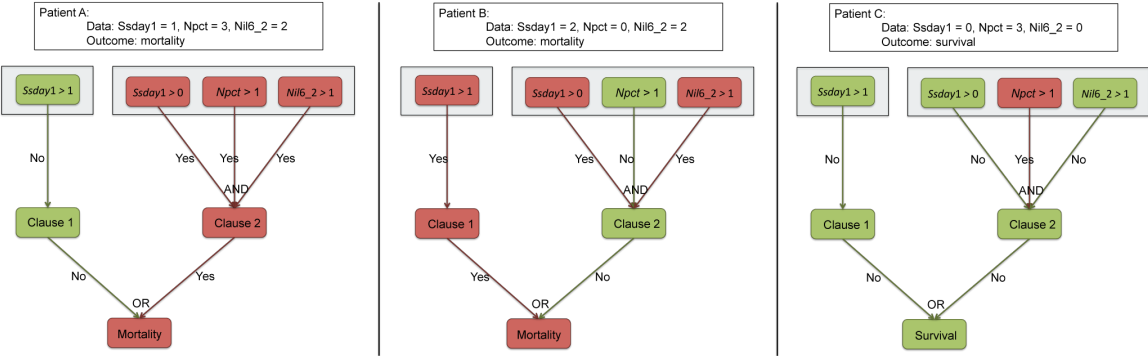 Patient A:
Data: Ssday1 = 1, Npct = 3, Nil6_2 = 2
Outcome: mortality
Ssday1 > 1
Ssday1 > 0
Npct > 1
Nil6_2 > 1
No
Yes
Yes
Yes
AND
Clause 1
Clause 2
No
Yes
OR
Mortality
Patient B:
Data: Ssday1 = 2, Npct = 0, Nil6_2 = 2
Outcome: mortality
Ssday1 > 1
Ssday1 > 0
Npct > 1
Nil6_2 > 1
Yes
Yes
No
Yes
AND
Clause 1
Clause 2
Yes
No
OR
Mortality
Patient C:
Data: Ssday1 = 0, Npct = 3, Nil6_2 = 0
Outcome: survival
Ssday1 > 1
Ssday1 > 0
Npct > 1
Nil6_2 > 1
No
No
Yes
No
AND
Clause 1
Clause 2
No
No
OR
Survival